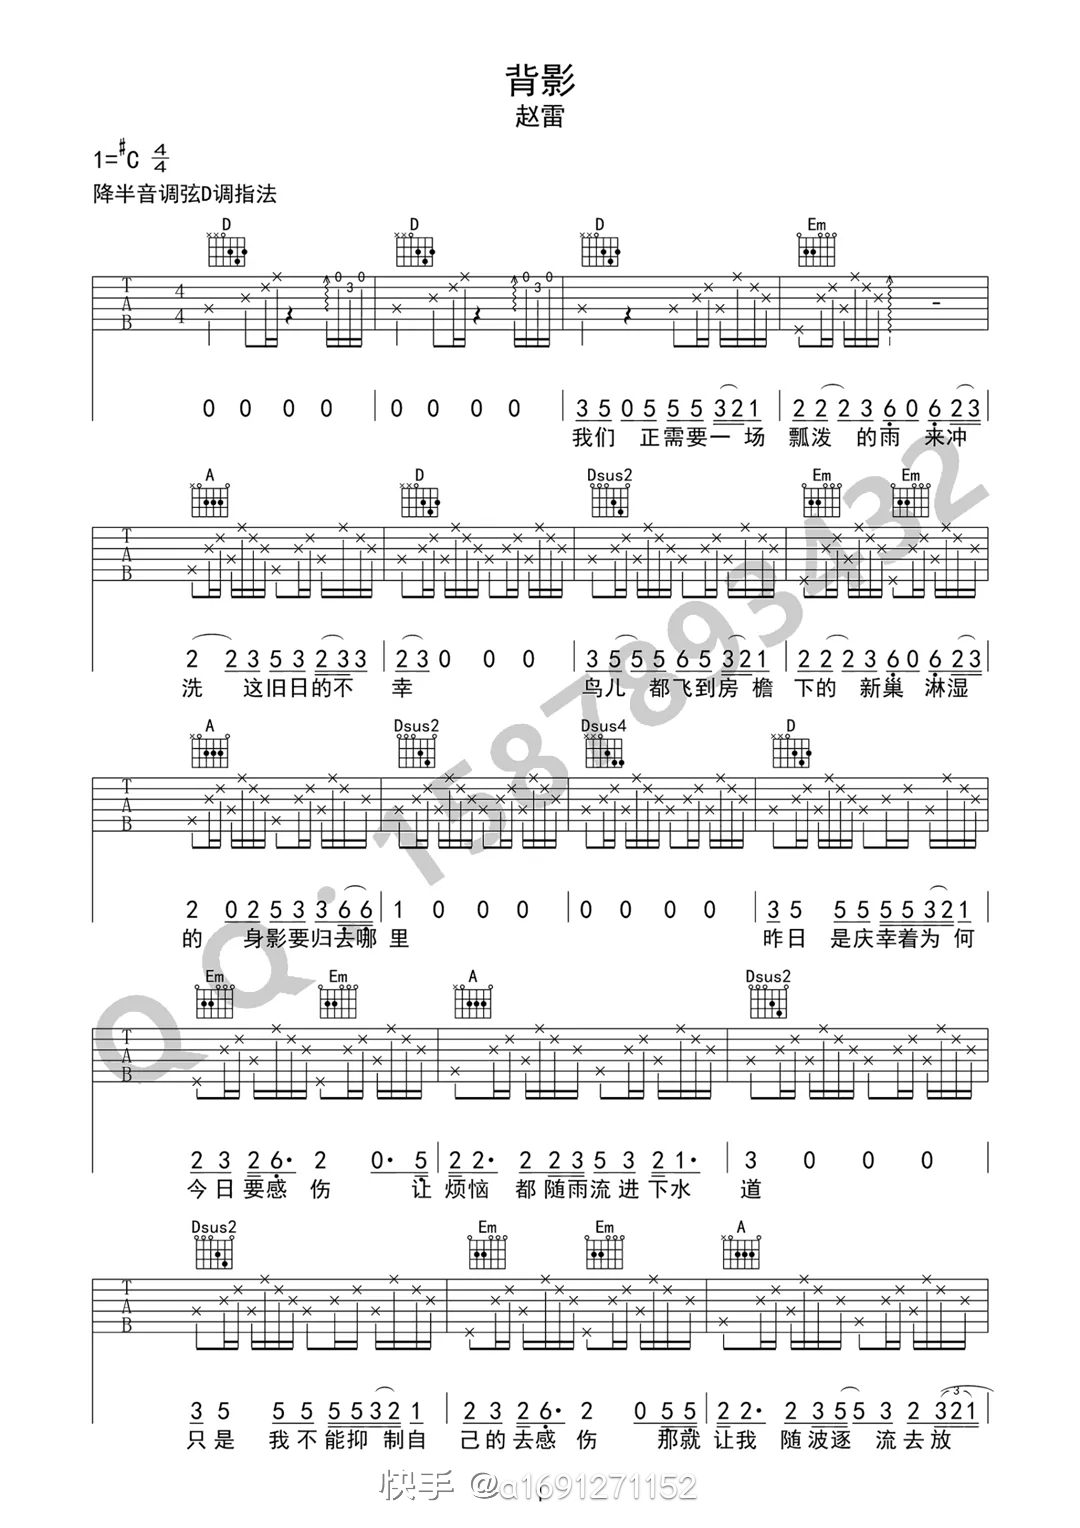 背影
赵雷
1=#C 4/4
降半音调弦D调指法
D D D Em
T A B 4 4 0 3 0 0 3 0 -
0 0 0 0 0 0 0 0 3 5 0 5 5 5 3 2 1 2 2 2 3 6 0 6 2 3
我们 正需要一 场 瓢泼 的雨 来冲
A D Dsus2 Em Em
T A B
2 2 3 5 3 2 3 3 2 3 0 0 0 3 5 5 5 6 5 3 2 1 2 2 2 3 6 0 6 2 3
洗 这旧日的不 幸 鸟儿 都飞到房 檐 下的 新巢 淋湿
A Dsus2 Dsus4 D
T A B
2 0 2 5 3 3 6 6 1 0 0 0 0 0 0 0 3 5 5 5 5 5 3 2 1
的 身影要归去哪 里 昨日 是庆幸着为 何
Em Em A Dsus2
T A B
2 3 2 6· 2 0· 5 2 2· 2 2 3 5 3 2 1· 3 0 0 0
今日 要感 伤 让 烦恼 都 随雨流 进 下水 道
Dsus2 Em Em A
T A B
3 5 5 5 5 5 3 2 1 2 3 2 6· 2 0 5 5 2 2· 2 3 5 5 3 2 3 2 1 3
只是 我不能抑 制自 己的去感 伤 那就 让我 随波逐 流去放
QQ:1578793432
快手 @a1691271152
1